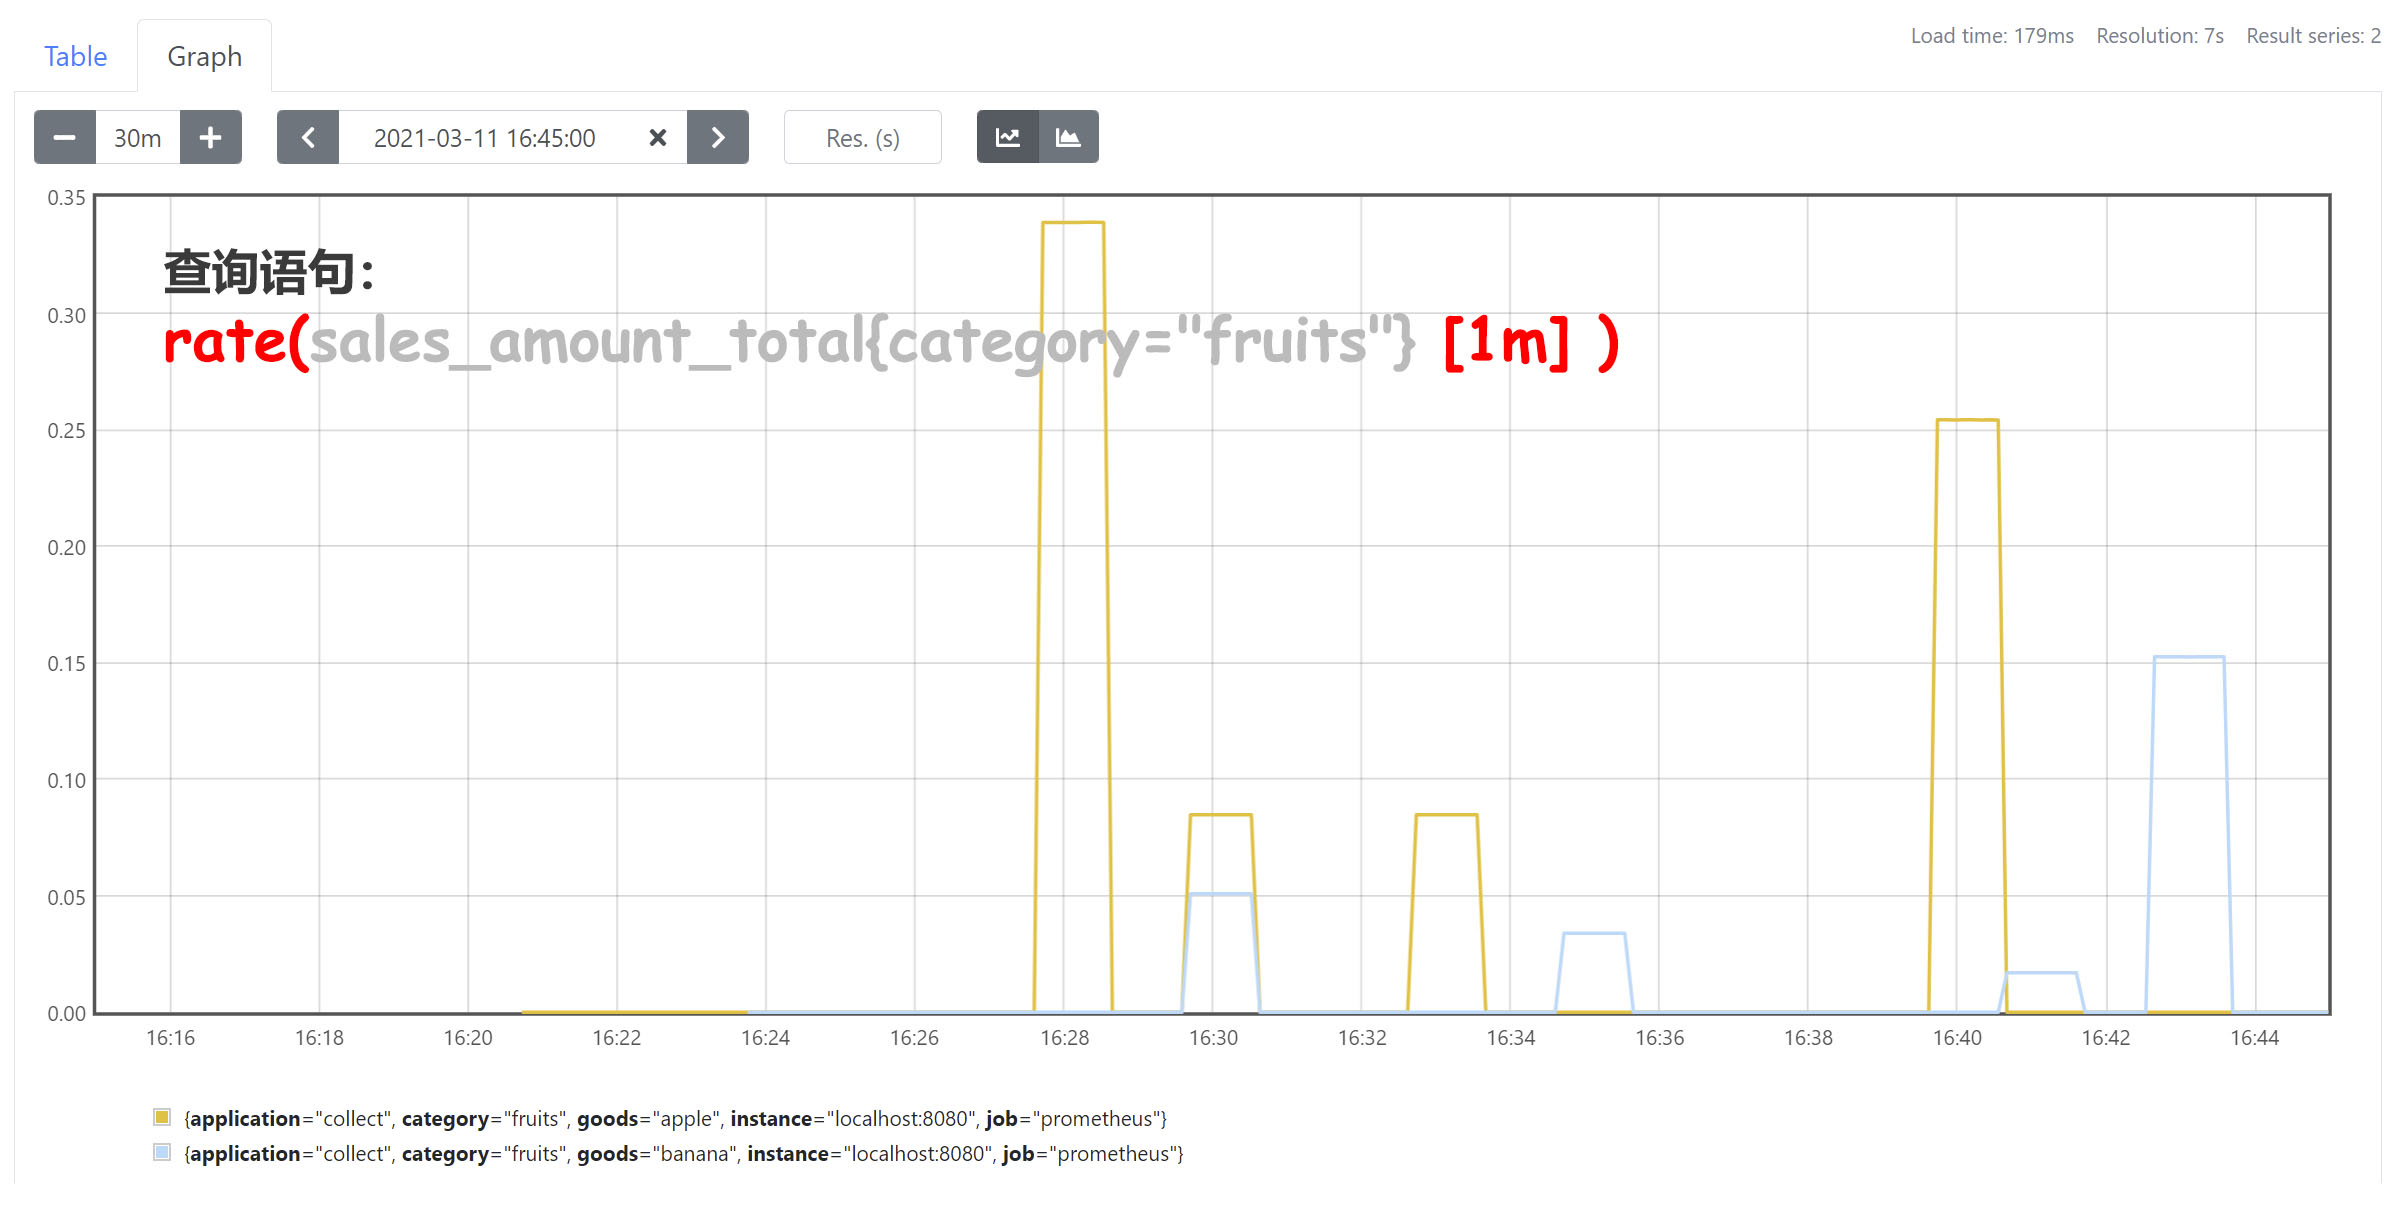 Load time: 179ms Resolution: 7s Result series: 2
Table Graph
30m 2021-03-11 16:45:00 Res. (s)
0.35
查询语句：
0.30
rate(sales_amount_total{category="fruits"} [1m] )
0.25
0.20
0.15
0.10
0.05
0.00
16:16 16:18 16:20 16:22 16:24 16:26 16:28 16:30 16:32 16:34 16:36 16:38 16:40 16:42 16:44
{application="collect", category="fruits", goods="apple", instance="localhost:8080", job="prometheus"}
{application="collect", category="fruits", goods="banana", instance="localhost:8080", job="prometheus"}